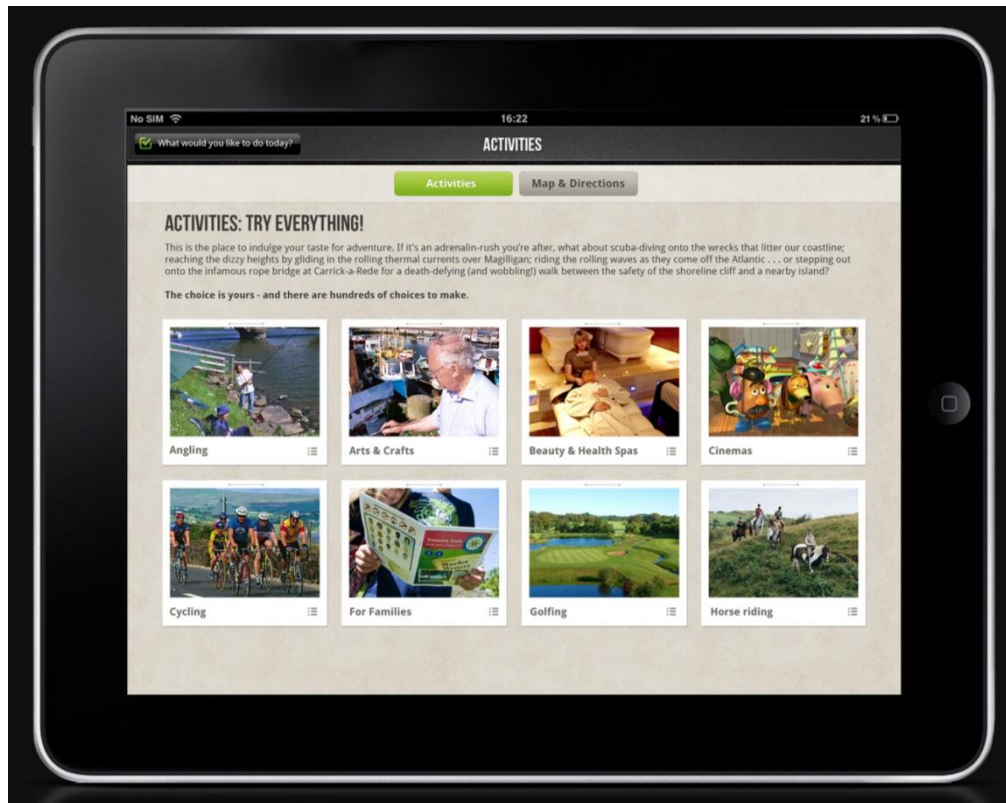 No SIM 16:22 21 %
What would you like to do today? ACTIVITIES
Activities Map & Directions
ACTIVITIES: TRY EVERYTHING!
This is the place to indulge your taste for adventure. If it's an adrenalin-rush you're after, what about scuba-diving onto the wrecks that litter our coastline;
reaching the dizzy heights by gliding in the rolling thermal currents over Magilligan; riding the rolling waves as they come off the Atlantic . . . or stepping out
onto the infamous rope bridge at Carrick-a-Rede for a death-defying (and wobbling!) walk between the safety of the shoreline cliff and a nearby island?
The choice is yours - and there are hundreds of choices to make.
Angling Arts & Crafts Beauty & Health Spas Cinemas
Treasure Trails
Murder
Mystery
Cycling For Families Golfing Horse riding